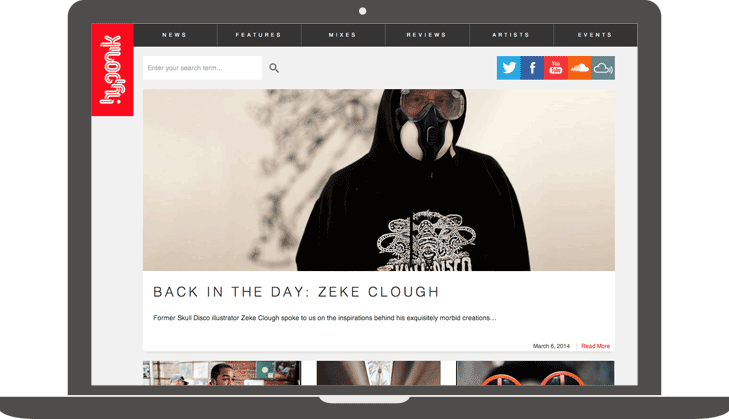 hyponik
NEWS
FEATURES
MIXES
REVIEWS
ARTISTS
EVENTS
Enter your search term...
You
Tube
SKULL DISCO
BACK IN THE DAY: ZEKE CLOUGH
Former Skull Disco illustrator Zeke Clough spoke to us on the inspirations behind his exquisitely morbid creations…
March 6, 2014
Read More